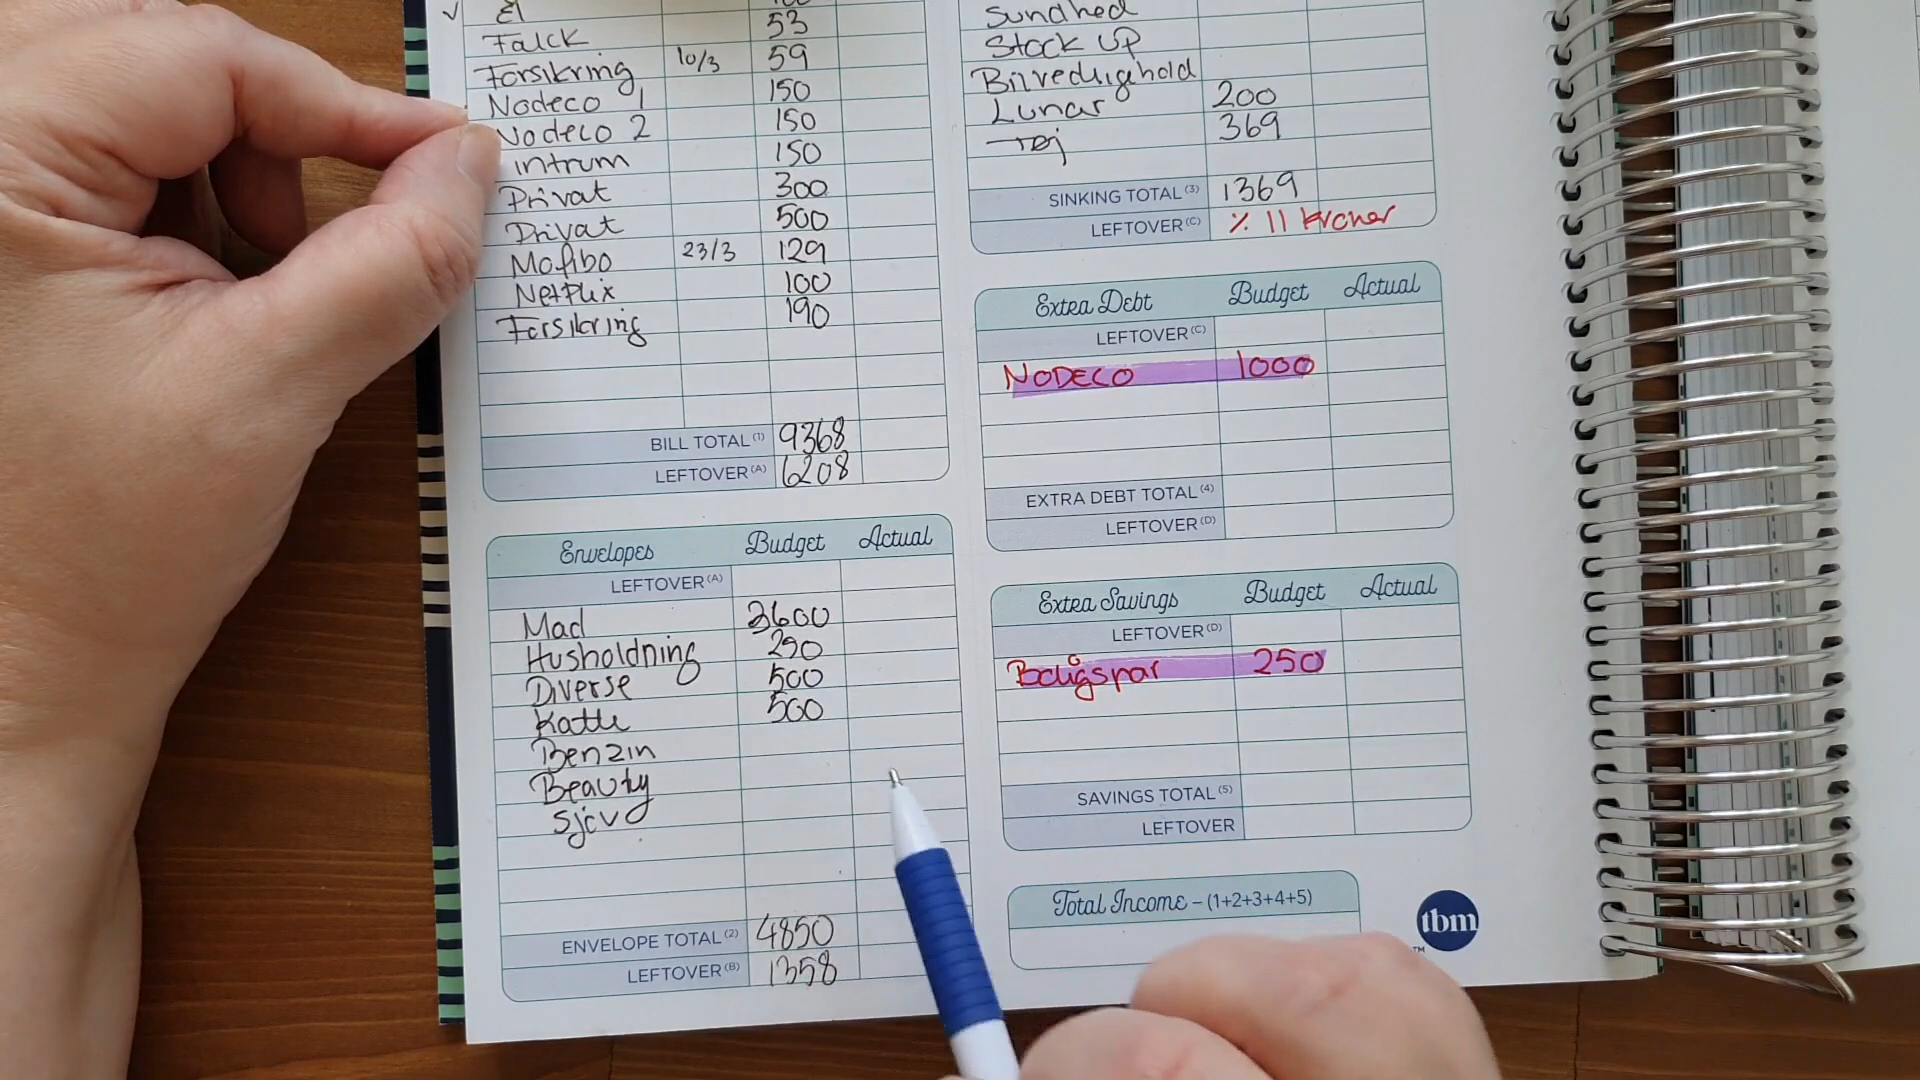 ✓ El
Falck 53
Forsikring 10/3 59
Nodeco 1 150
Nodeco 2 150
intrum 150
Privat 300
Privat 500
Mofibo 23/3 129
Netflix 100
Forsikring 190
BILL TOTAL (1) 9368
LEFTOVER (A) 6208
Envelopes Budget Actual
LEFTOVER (A)
Mad 3600
Husholdning 250
Diverse 500
Katte 500
Benzin
Beauty
Sjov
ENVELOPE TOTAL (2) 4850
LEFTOVER (B) 1358
Sundhed
Stock UP
Bilvedligehold
Lunar 200
Tøj 369
SINKING TOTAL (3) 1369
LEFTOVER (C) ٪ 11 kroner
Extra Debt Budget Actual
LEFTOVER (C)
NODECO 1000
EXTRA DEBT TOTAL (4)
LEFTOVER (D)
Extra Savings Budget Actual
LEFTOVER (D)
Boligspar 250
SAVINGS TOTAL (5)
LEFTOVER
Total Income - (1+2+3+4+5)
tbm
TM